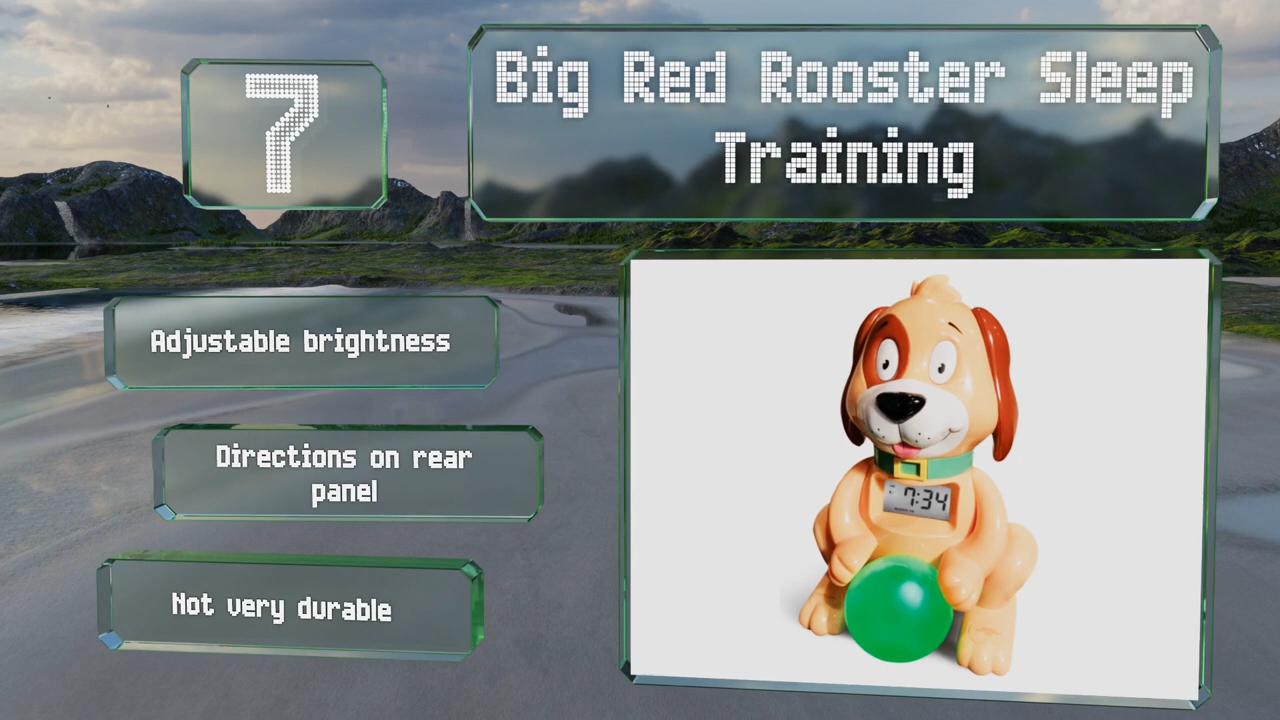 7
Big Red Rooster Sleep
Training
Adjustable brightness
Directions on rear
panel
Not very durable
7:34